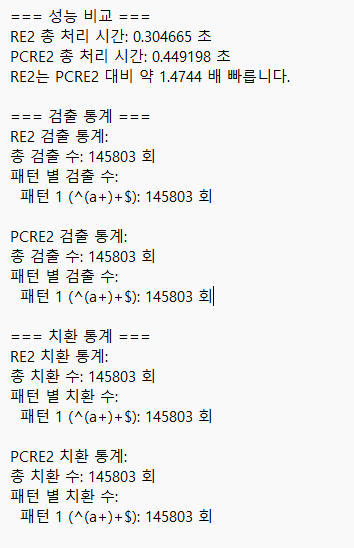 === 성능 비교 ===
RE2 총 처리 시간: 0.304665 초
PCRE2 총 처리 시간: 0.449198 초
RE2는 PCRE2 대비 약 1.4744 배 빠릅니다.
=== 검출 통계 ===
RE2 검출 통계:
총 검출 수: 145803 회
패턴 별 검출 수:
패턴 1 (^(a+)+$): 145803 회
PCRE2 검출 통계:
총 검출 수: 145803 회
패턴 별 검출 수:
패턴 1 (^(a+)+$): 145803 회
=== 치환 통계 ===
RE2 치환 통계:
총 치환 수: 145803 회
패턴 별 치환 수:
패턴 1 (^(a+)+$): 145803 회
PCRE2 치환 통계:
총 치환 수: 145803 회
패턴 별 치환 수:
패턴 1 (^(a+)+$): 145803 회